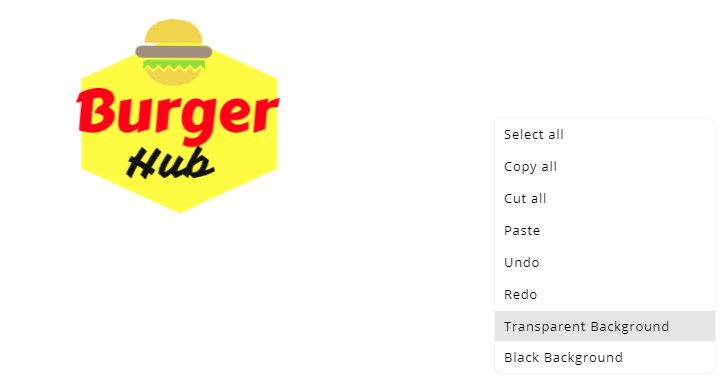 Burger
Hub
Select all
Copy all
Cut all
Paste
Undo
Redo
Transparent Background
Black Background